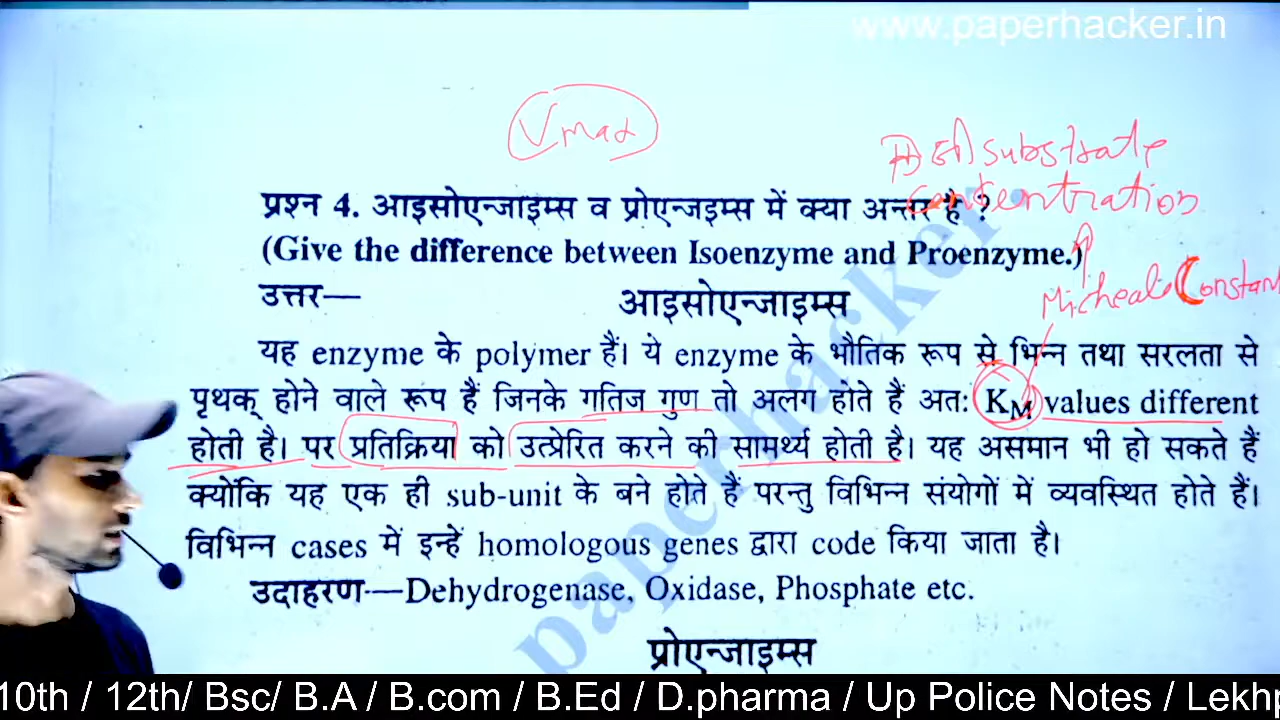 www.paperhacker.in
Vmax
substrate
concentration
प्रश्न 4. आइसोएन्जाइम्स व प्रोएन्जइम्स में क्या अन्तर है ?
(Give the difference between Isoenzyme and Proenzyme.)
Constant
उत्तर—
आइसोएन्जाइम्स
यह enzyme के polymer हैं। ये enzyme के भौतिक रूप से भिन्न तथा सरलता से
पृथक् होने वाले रूप हैं जिनके गतिज गुण तो अलग होते हैं अत: KM values different
होती है। पर प्रतिक्रिया को उत्प्रेरित करने की सामर्थ्य होती है। यह असमान भी हो सकते हैं
क्योंकि यह एक ही sub-unit के बने होते हैं परन्तु विभिन्न संयोगों में व्यवस्थित होते हैं।
विभिन्न cases में इन्हें homologous genes द्वारा code किया जाता है।
उदाहरण—Dehydrogenase, Oxidase, Phosphate etc.
paperhacker.
प्रोएन्जाइम्स
10th / 12th/ Bsc/ B.A / B.com / B.Ed / D.pharma / Up Police Notes / Lekhp